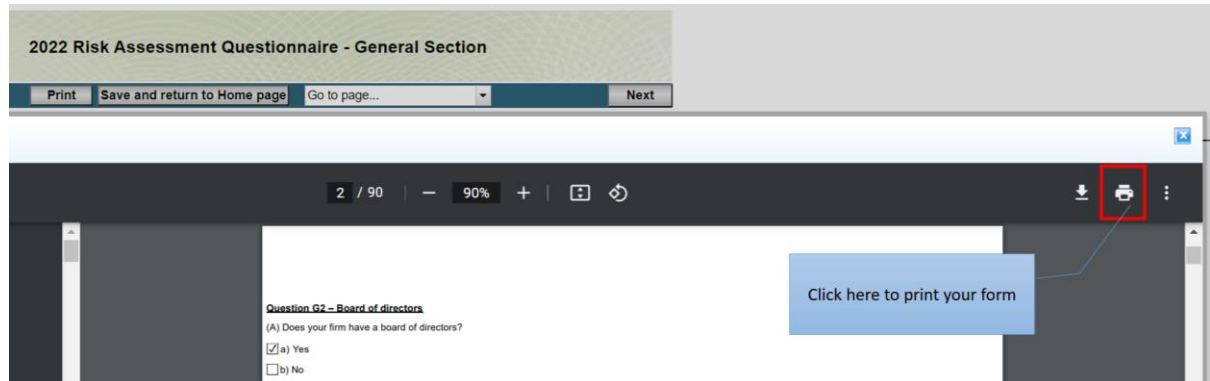 2022 Risk Assessment Questionnaire - General Section
Print Save and return to Home page Go to page... Next
2 / 90 90%
Click here to print your form
Question G2 – Board of directors
(A) Does your firm have a board of directors?
a) Yes
b) No